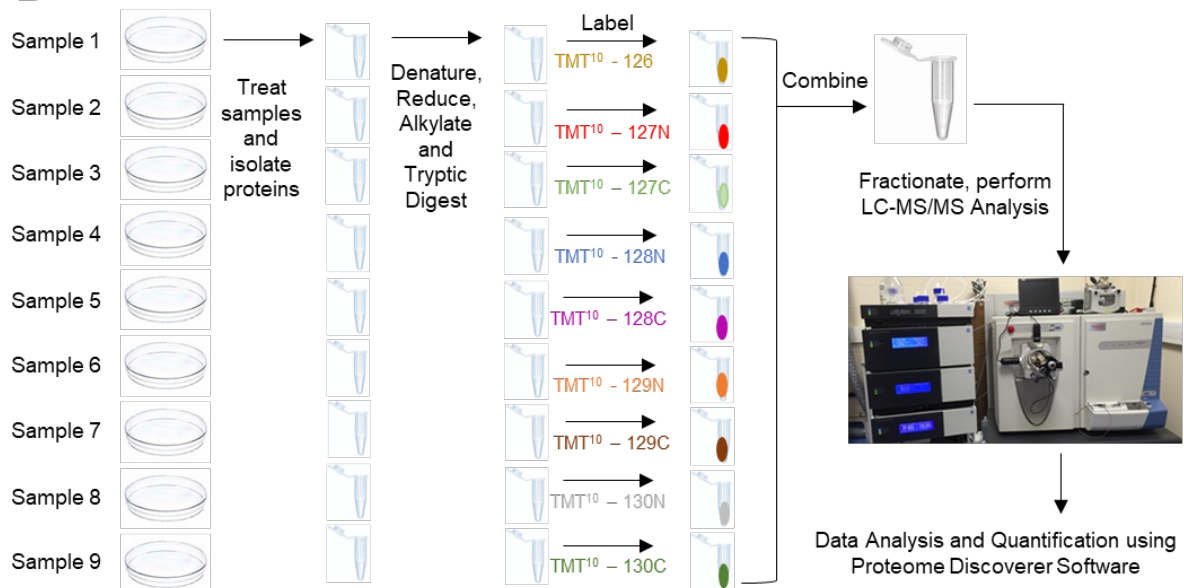 Sample 1
Sample 2
Sample 3
Sample 4
Sample 5
Sample 6
Sample 7
Sample 8
Sample 9
Treat
samples
and
isolate
proteins
Denature,
Reduce,
Alkylate
and
Tryptic
Digest
Label
TMT¹⁰ - 126
TMT¹⁰ – 127N
TMT¹⁰ – 127C
TMT¹⁰ - 128N
TMT¹⁰ – 128C
TMT¹⁰ – 129N
TMT¹⁰ – 129C
TMT¹⁰ – 130N
TMT¹⁰ – 130C
Combine
Fractionate, perform
LC-MS/MS Analysis
Data Analysis and Quantification using
Proteome Discoverer Software